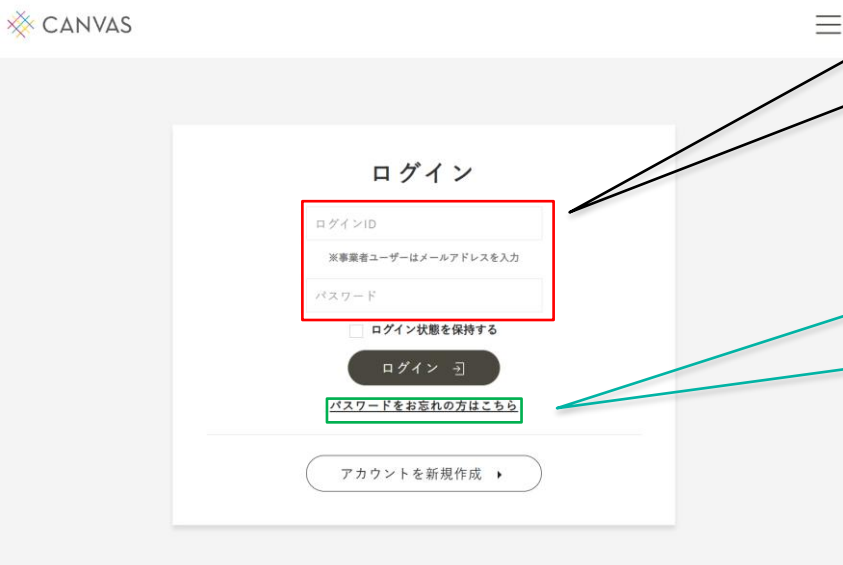 CANVAS
ログイン
ログインID
※事業者ユーザーはメールアドレスを入力
パスワード
ログイン状態を保持する
ログイン
パスワードをお忘れの方はこちら
アカウントを新規作成